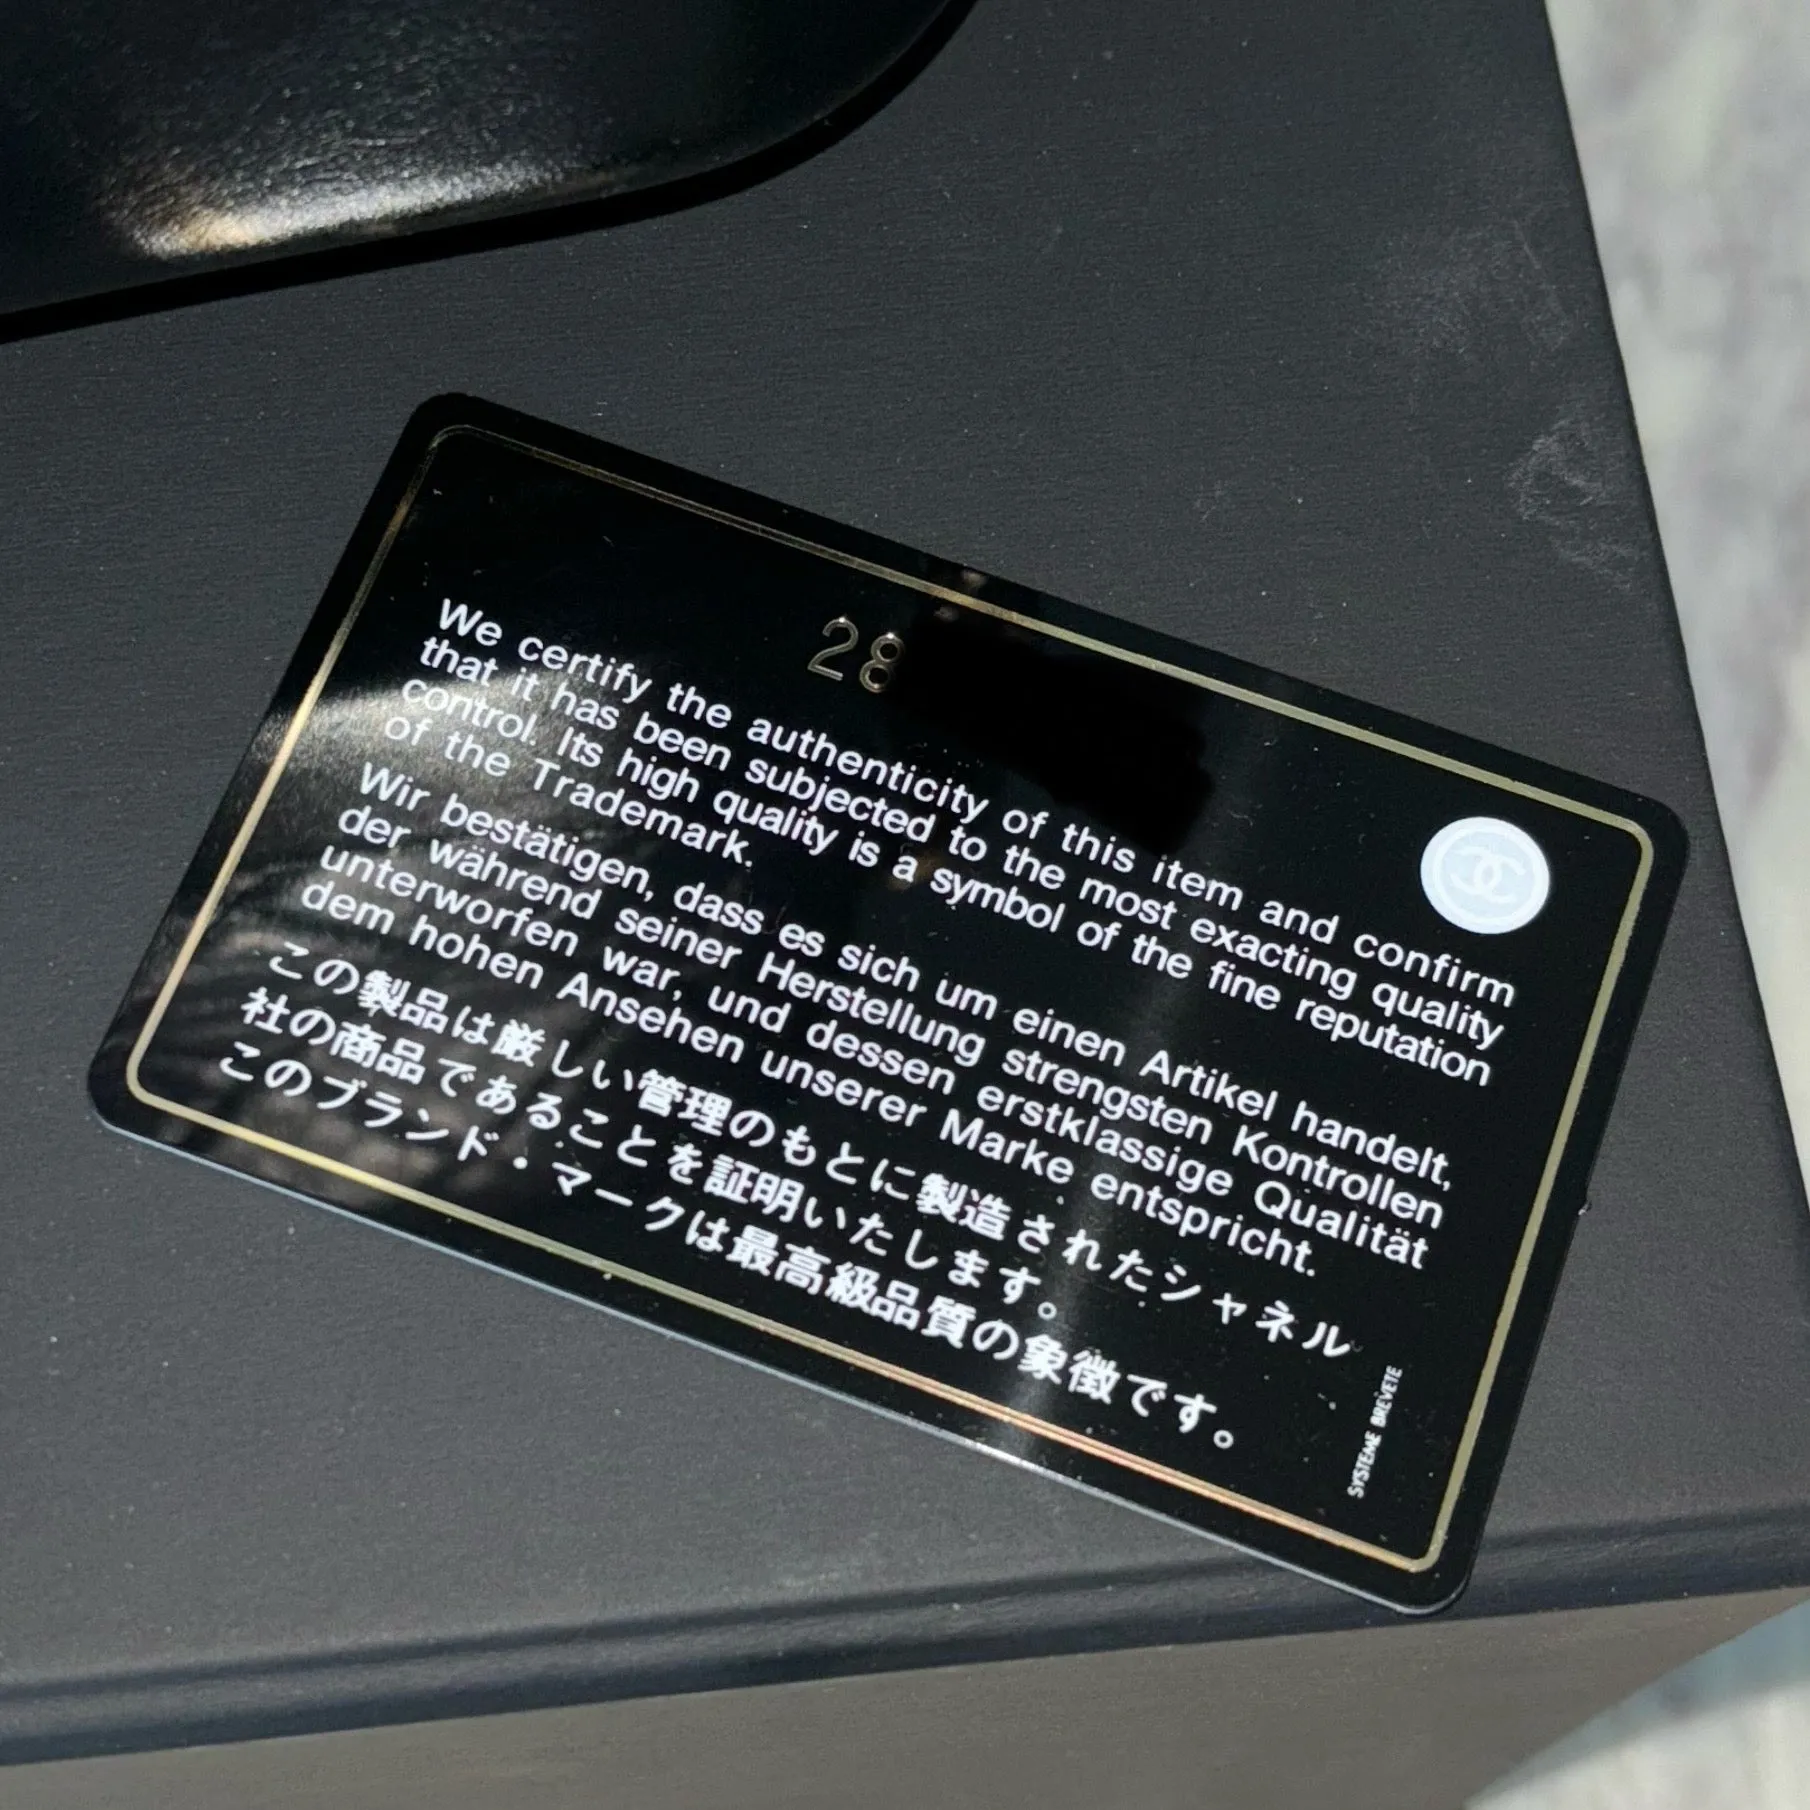 28
We certify the authenticity of this item and confirm
that it has been subjected to the most exacting quality
control. Its high quality is a symbol of the fine reputation
of the Trademark.
Wir bestätigen, dass es sich um einen Artikel handelt,
der während seiner Herstellung strengsten Kontrollen
unterworfen war, und dessen erstklassige Qualität
dem hohen Ansehen unserer Marke entspricht.
この製品は厳しい管理のもとに製造されたシャネル
社の商品であることを証明いたします。
このブランド・マークは最高級品質の象徴です。
SYSTEME BREVETE